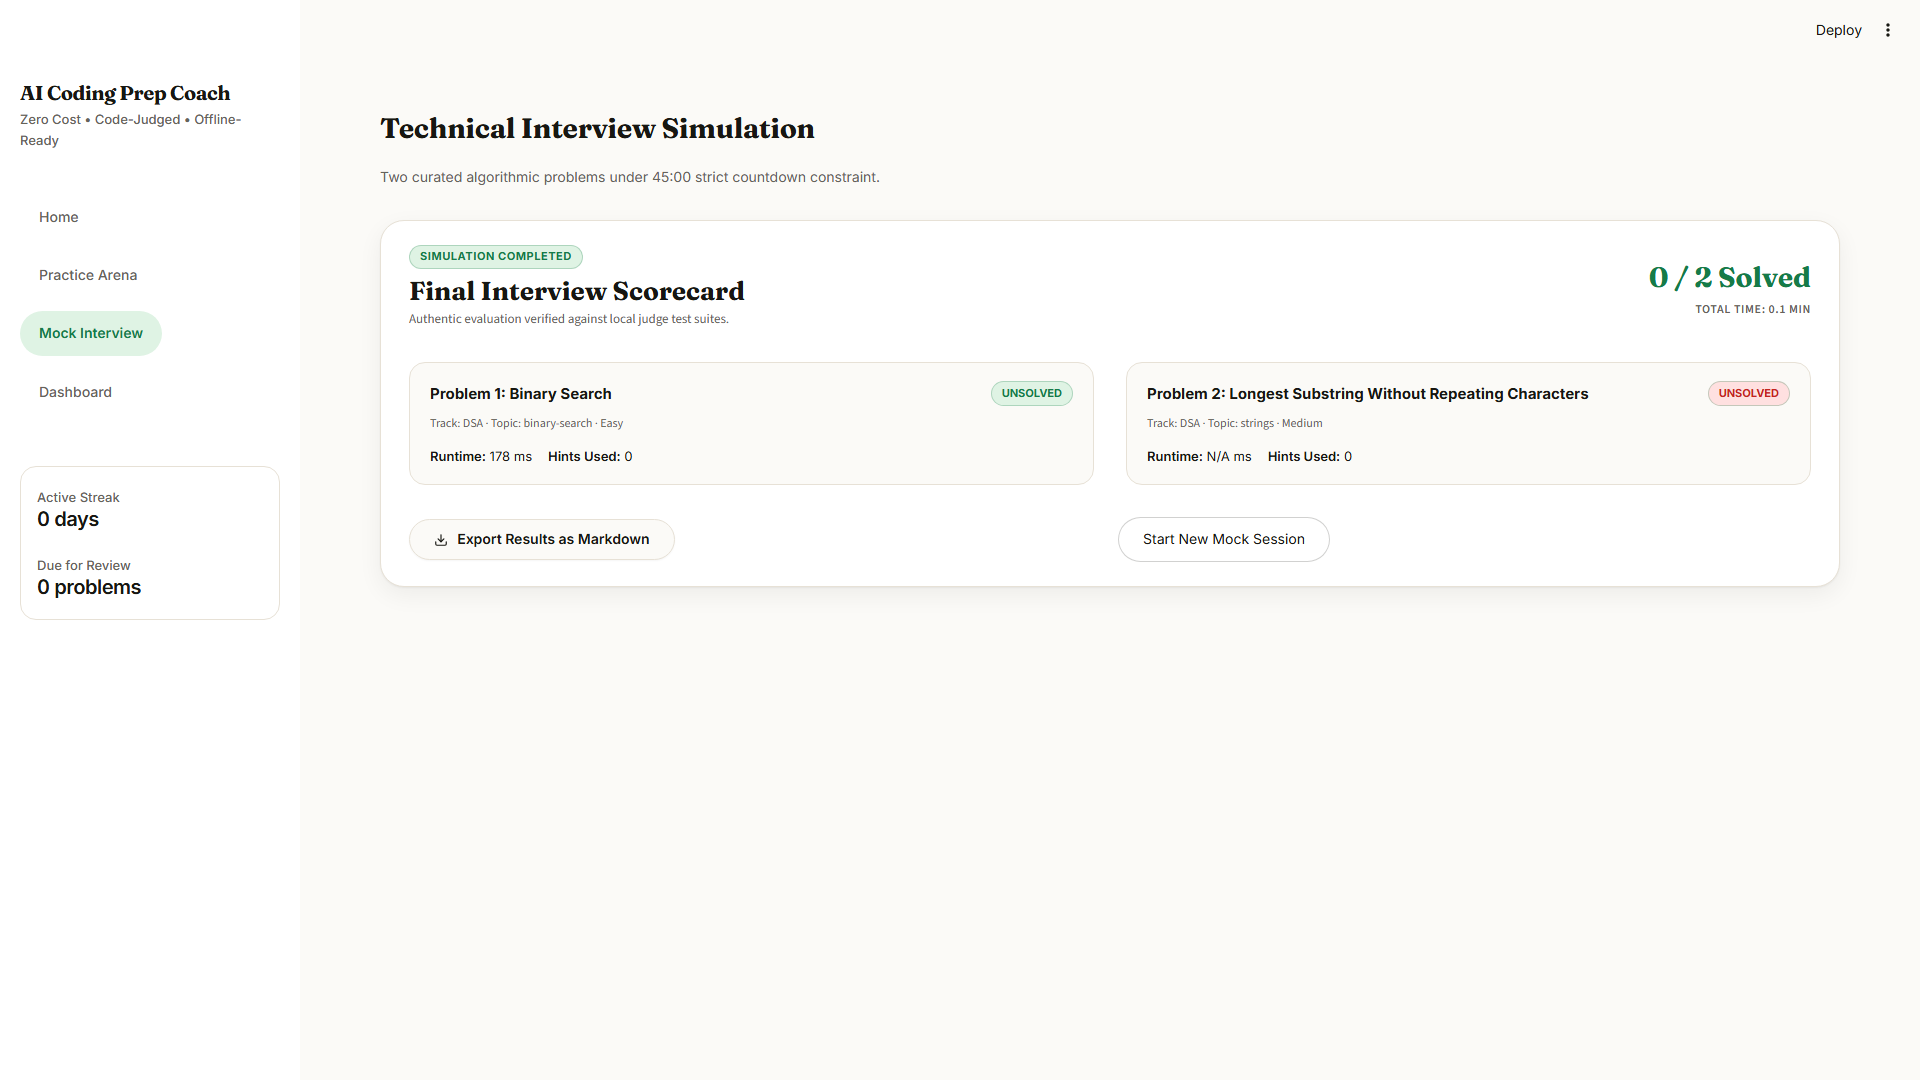 Deploy
AI Coding Prep Coach
Zero Cost • Code-Judged • Offline-
Ready
Home
Practice Arena
Mock Interview
Dashboard
Active Streak
0 days
Due for Review
0 problems
Technical Interview Simulation
Two curated algorithmic problems under 45:00 strict countdown constraint.
SIMULATION COMPLETED
Final Interview Scorecard
Authentic evaluation verified against local judge test suites.
0 / 2 Solved
TOTAL TIME: 0.1 MIN
Problem 1: Binary Search
UNSOLVED
Track: DSA · Topic: binary-search · Easy
Runtime: 178 ms Hints Used: 0
Problem 2: Longest Substring Without Repeating Characters
UNSOLVED
Track: DSA · Topic: strings · Medium
Runtime: N/A ms Hints Used: 0
Export Results as Markdown
Start New Mock Session